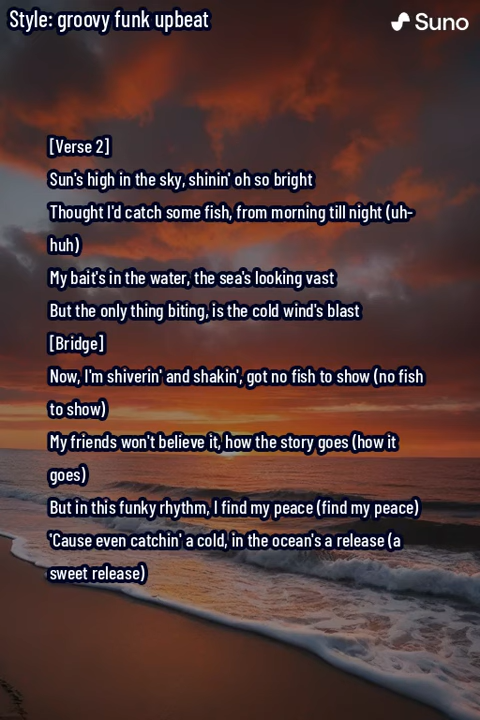 Style: groovy funk upbeat
Suno
[Verse 2]
Sun's high in the sky, shinin' oh so bright
Thought I'd catch some fish, from morning till night (uh-
huh)
My bait's in the water, the sea's looking vast
But the only thing biting, is the cold wind's blast
[Bridge]
Now, I'm shiverin' and shakin', got no fish to show (no fish
to show)
My friends won't believe it, how the story goes (how it
goes)
But in this funky rhythm, I find my peace (find my peace)
'Cause even catchin' a cold, in the ocean's a release (a
sweet release)